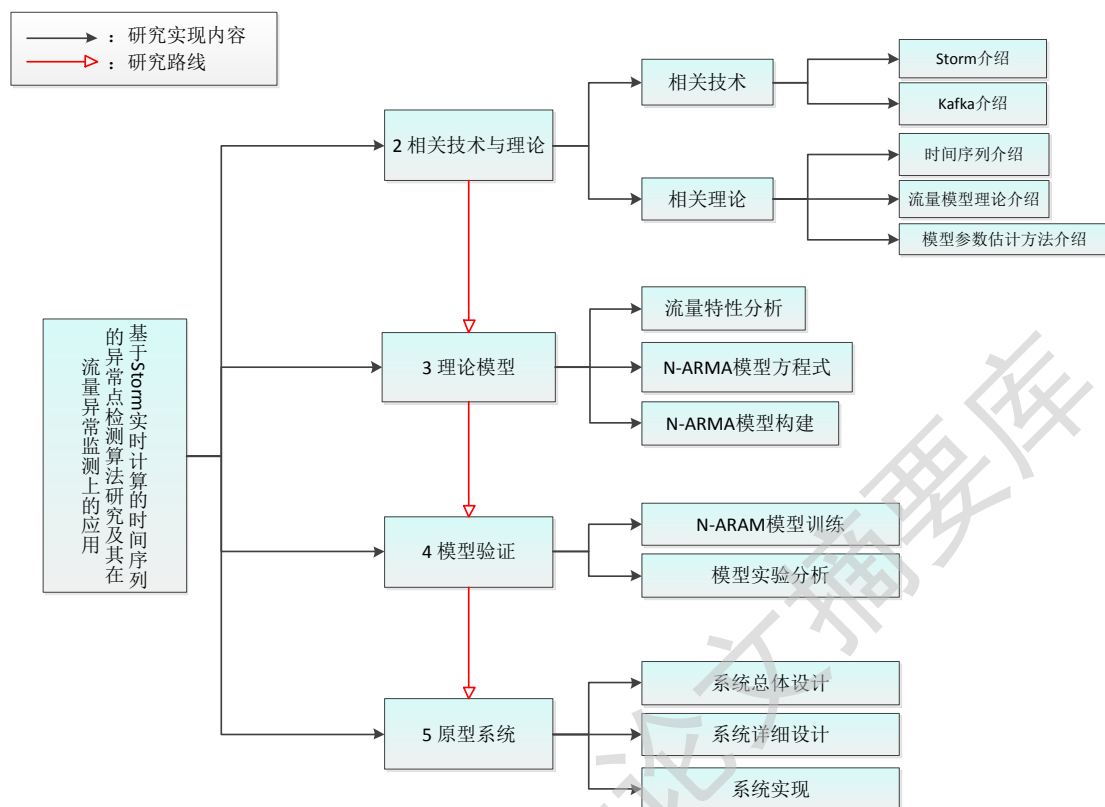 ：研究实现内容
：研究路线
基于Storm实时计算的时间序列
的异常点检测算法研究及其在
流量异常监测上的应用
2 相关技术与理论
相关技术
Storm介绍
Kafka介绍
相关理论
时间序列介绍
流量模型理论介绍
模型参数估计方法介绍
3 理论模型
流量特性分析
N-ARMA模型方程式
N-ARMA模型构建
4 模型验证
N-ARAM模型训练
模型实验分析
5 原型系统
系统总体设计
系统详细设计
系统实现
论文摘要库